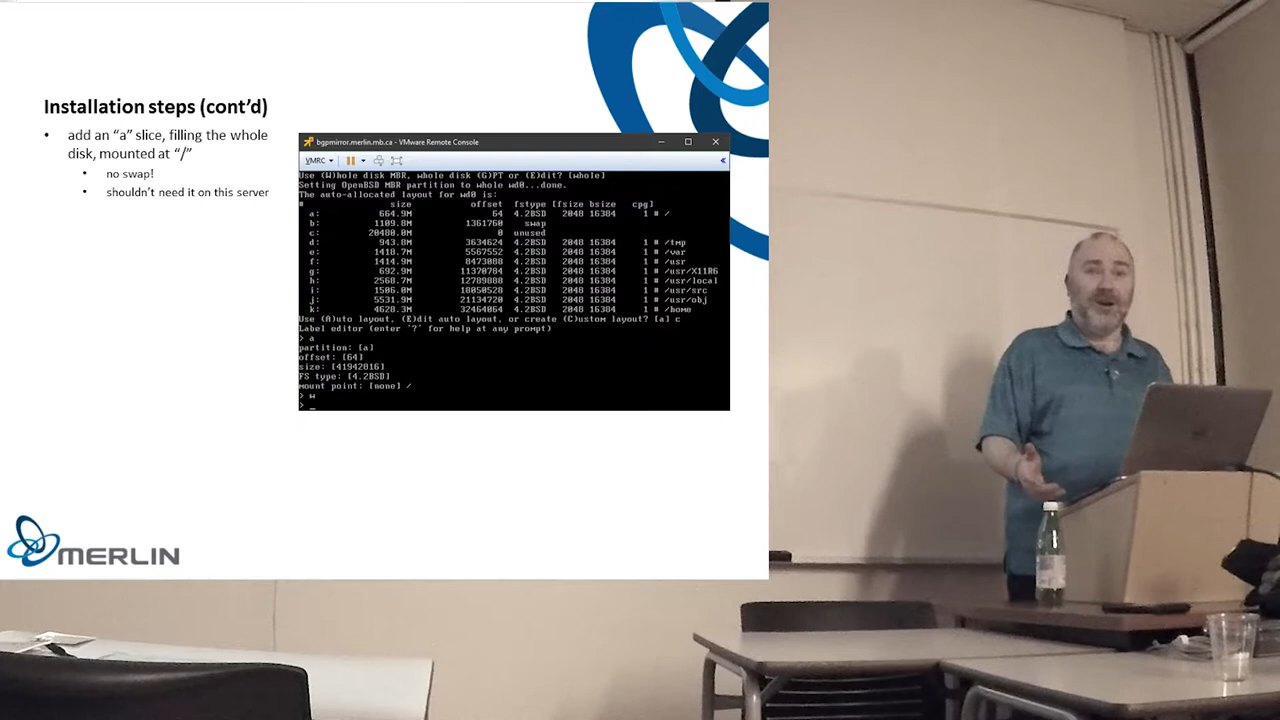 Installation steps (cont’d)
• add an “a” slice, filling the whole
disk, mounted at “/”
• no swap!
• shouldn’t need it on this server
bgpmirror.merlin.mb.ca - VMware Remote Console
VMRC
Use (W)hole disk MBR, whole disk (G)PT or (E)dit? [whole]
Setting OpenBSD MBR partition to whole wd0...done.
The auto-allocated layout for wd0 is:
# size offset fstype [fsize bsize cpg]
a: 664.9M 64 4.2BSD 2048 16384 1 # /
b: 1109.8M 1361760 swap
c: 20480.0M 0 unused
d: 943.8M 3634624 4.2BSD 2048 16384 1 # /tmp
e: 1418.7M 5567552 4.2BSD 2048 16384 1 # /var
f: 1414.9M 8473088 4.2BSD 2048 16384 1 # /usr
g: 692.9M 11370784 4.2BSD 2048 16384 1 # /usr/X11R6
h: 2568.7M 12789888 4.2BSD 2048 16384 1 # /usr/local
i: 1506.0M 18050528 4.2BSD 2048 16384 1 # /usr/src
j: 5531.9M 21134720 4.2BSD 2048 16384 1 # /usr/obj
k: 4628.3M 32464064 4.2BSD 2048 16384 1 # /home
Use (A)uto layout, (E)dit auto layout, or create (C)ustom layout? [a] c
Label editor (enter '?' for help at any prompt)
> a
partition: [a]
offset: [64]
size: [41942016]
FS type: [4.2BSD]
mount point: [none] /
> w
> _
MERLIN